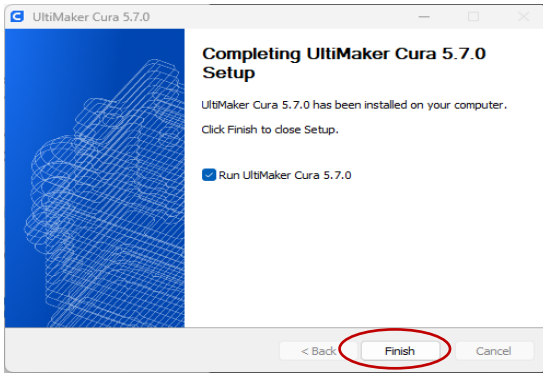 UltiMaker Cura 5.7.0
Completing UltiMaker Cura 5.7.0
Setup
UltiMaker Cura 5.7.0 has been installed on your computer.
Click Finish to close Setup.
Run UltiMaker Cura 5.7.0
< Back Finish Cancel